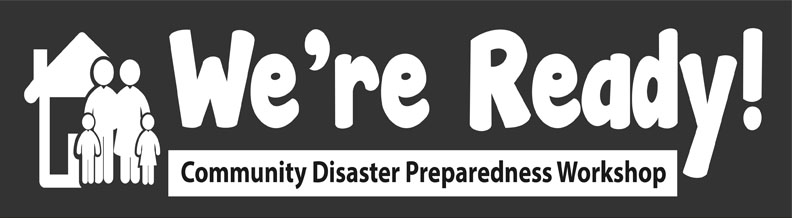 We're Ready!
Community Disaster Preparedness Workshop